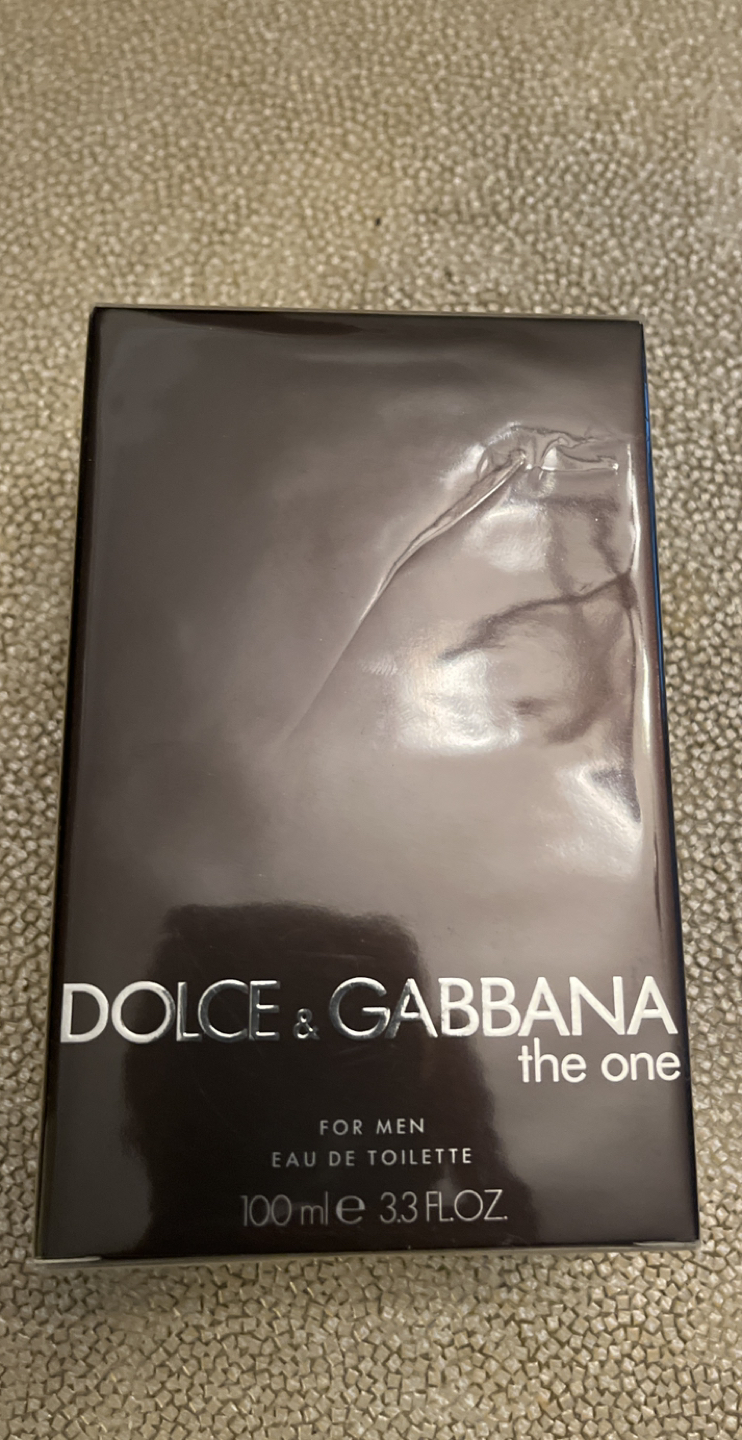 DOLCE & GABBANA
the one
FOR MEN
EAU DE TOILETTE
100 ml ℮ 3.3 FL.OZ.